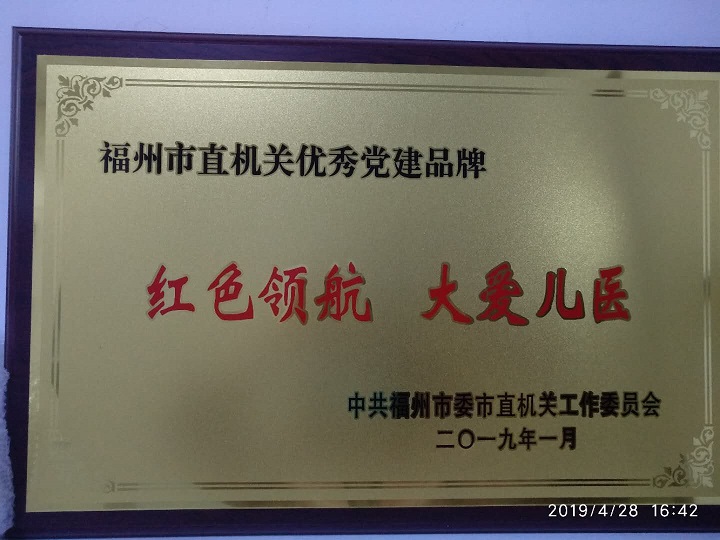 福州市直机关优秀党建品牌
红色领航 大爱儿医
中共福州市委市直机关工作委员会
二〇一九年一月
2019/4/28 16:42